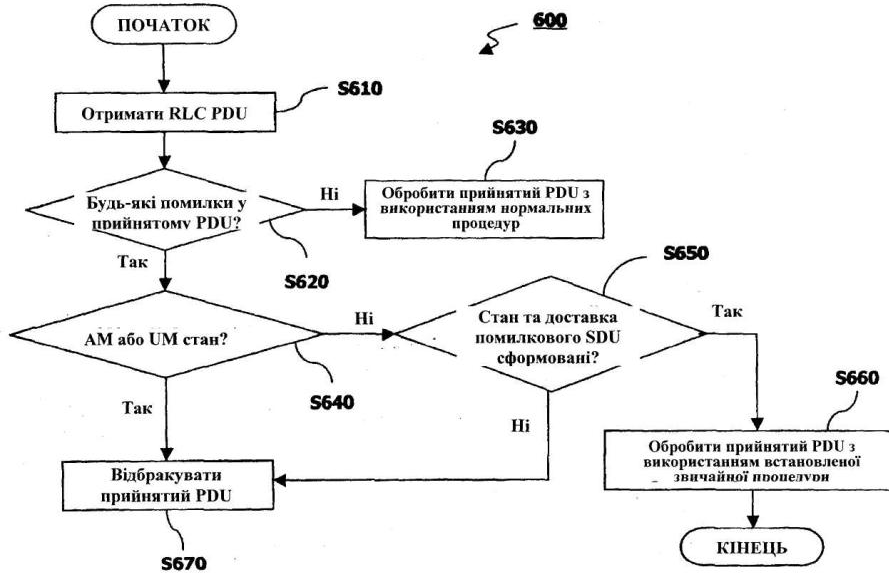 ПОЧАТОК
600
S610
Отримати RLC PDU
S630
Будь-які помилки у
прийнятому PDU?
Ні
Обробити прийнятий PDU з
використанням нормальних
процедур
Так
S620
S650
АМ або UM стан?
Ні
Стан та доставка
помилкового SDU
сформовані?
Так
S640
Так
Ні
S660
Відбракувати
прийнятий PDU
Обробити прийнятий PDU з
використанням встановленої
звичайної процедури
S670
КІНЕЦЬ